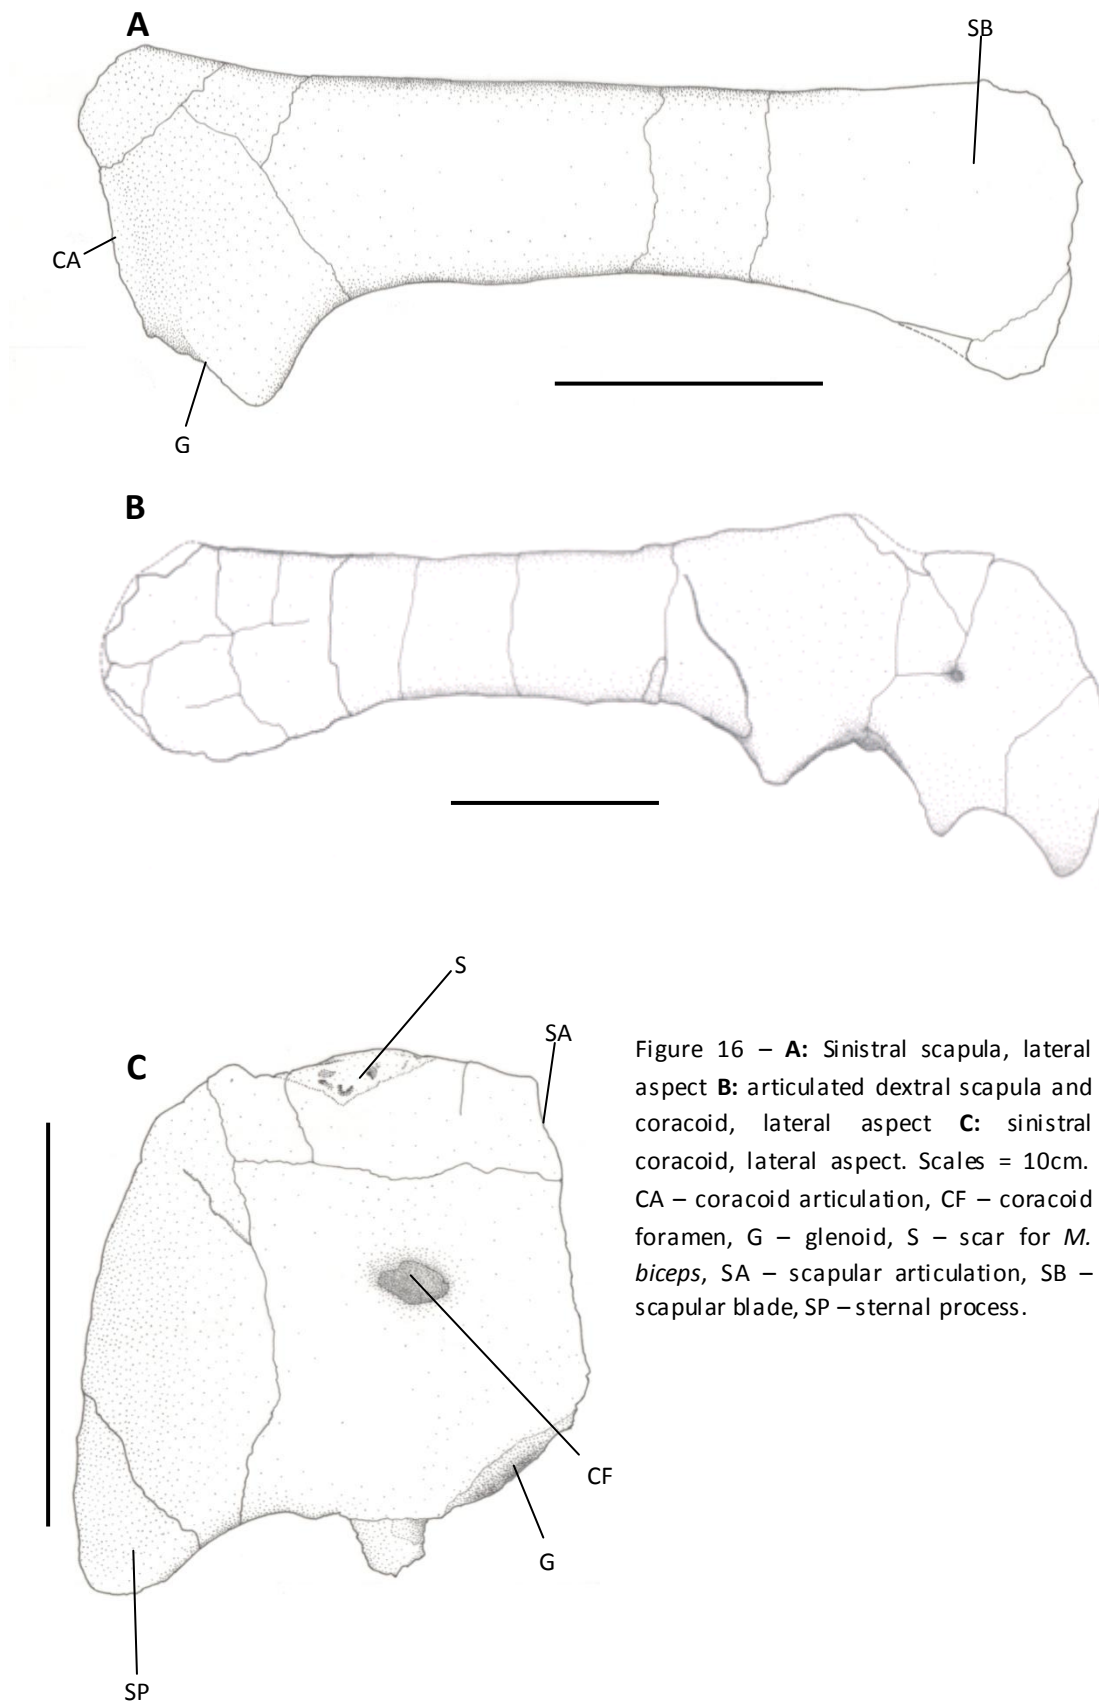 A
SB
CA
G
B
S
SA
C
Figure 16 – A: Sinistral scapula, lateral
aspect B: articulated dextral scapula and
coracoid, lateral aspect C: sinistral
coracoid, lateral aspect. Scales = 10cm.
CA – coracoid articulation, CF – coracoid
foramen, G – glenoid, S – scar for M.
biceps, SA – scapular articulation, SB –
scapular blade, SP – sternal process.
CF
G
SP